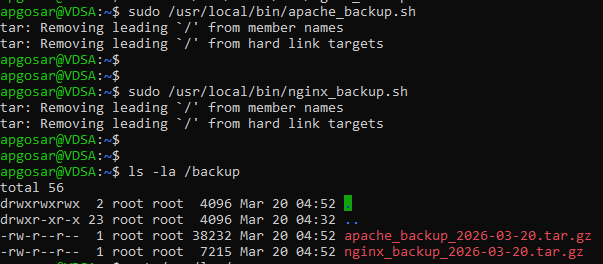 apgosar@VDSA:~$ sudo /usr/local/bin/apache_backup.sh
tar: Removing leading `/' from member names
tar: Removing leading `/' from hard link targets
apgosar@VDSA:~$
apgosar@VDSA:~$ sudo /usr/local/bin/nginx_backup.sh
tar: Removing leading `/' from member names
tar: Removing leading `/' from hard link targets
apgosar@VDSA:~$
apgosar@VDSA:~$
apgosar@VDSA:~$ ls -la /backup
total 56
drwxrwxrwx  2 root root  4096 Mar 20 04:52 .
drwxr-xr-x 23 root root  4096 Mar 20 04:32 ..
-rw-r--r--  1 root root 38232 Mar 20 04:52 apache_backup_2026-03-20.tar.gz
-rw-r--r--  1 root root  7215 Mar 20 04:52 nginx_backup_2026-03-20.tar.gz